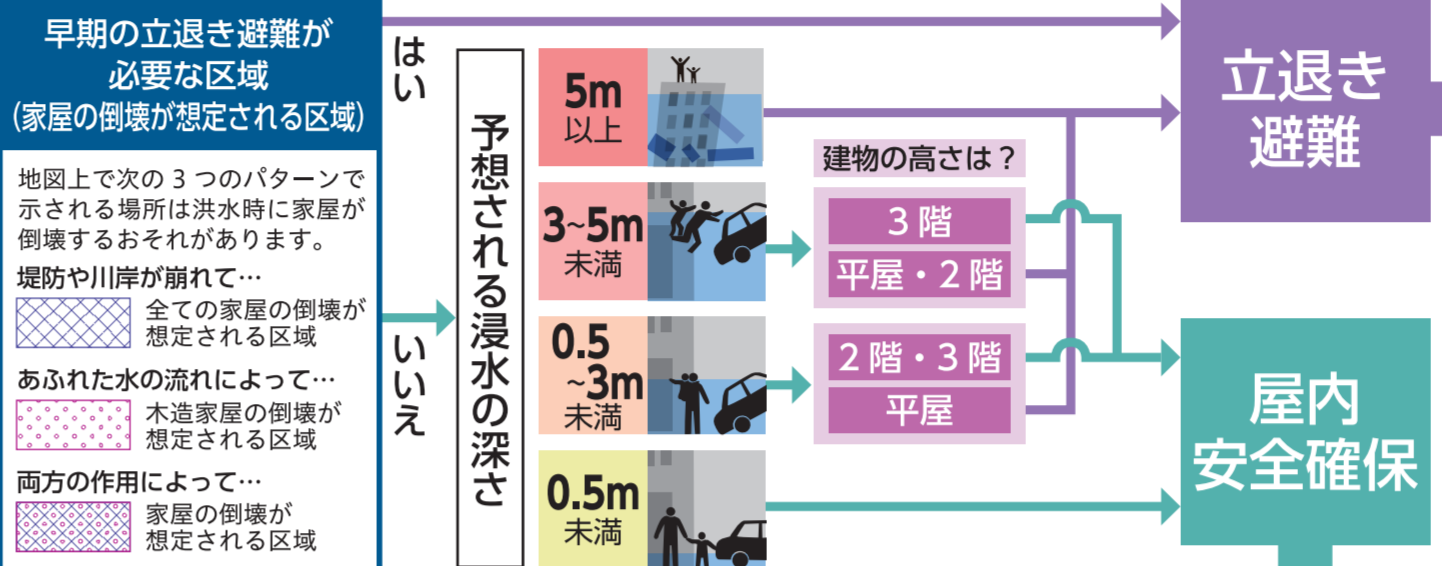 早期の立退き避難が
必要な区域
(家屋の倒壊が想定される区域)
地図上で次の3つのパターンで
示される場所は洪水時に家屋が
倒壊するおそれがあります。
堤防や川岸が崩れて…
全ての家屋の倒壊が
想定される区域
あふれた水の流れによって…
木造家屋の倒壊が
想定される区域
両方の作用によって…
家屋の倒壊が
想定される区域
はい
いいえ
予想される浸水の深さ
5m
以上
3~5m
未満
0.5
~3m
未満
0.5m
未満
建物の高さは?
3階
平屋・2階
2階・3階
平屋
立退き
避難
屋内
安全確保